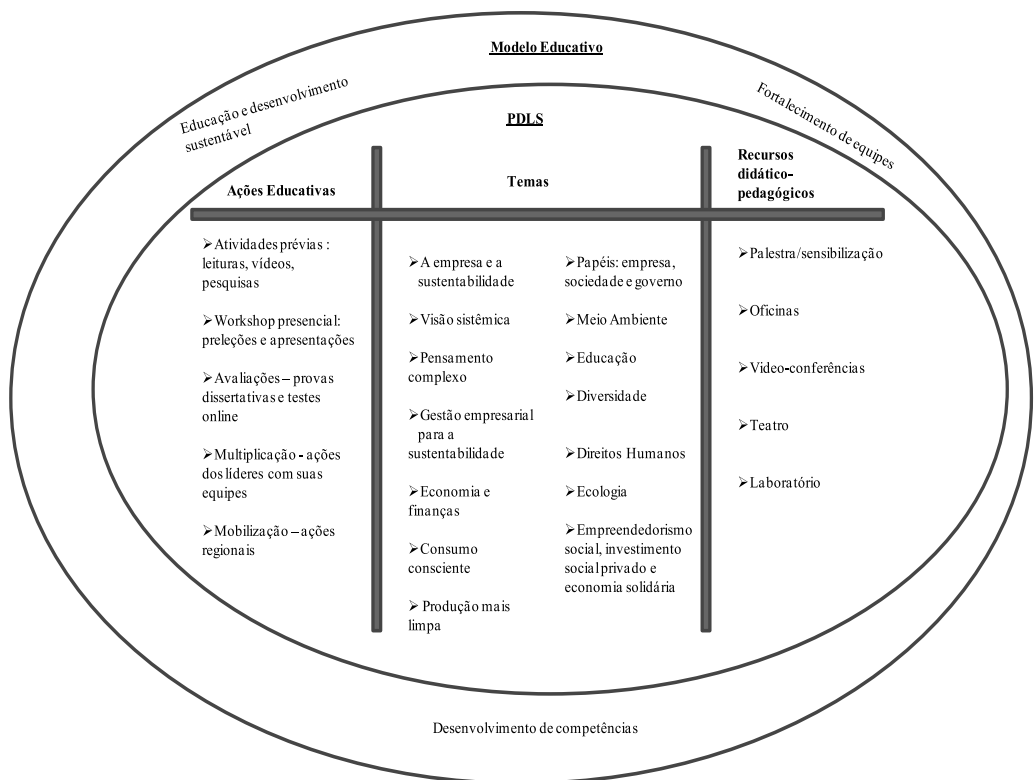 Modelo Educativo
Educação e desenvolvimento
sustentável
Fortalecimento de equipes
PDLS
Ações Educativas
Temas
Recursos
didático-
pedagógicos
➢Atividades prévias :
leituras, vídeos,
pesquisas
➢Workshop presencial:
preleções e apresentações
➢Avaliações – provas
dissertativas e testes
online
➢Multiplicação - ações
dos líderes com suas
equipes
➢Mobilização – ações
regionais
➢A empresa e a
sustentabilidade
➢Visão sistêmica
➢Pensamento
complexo
➢Gestão empresarial
para a
sustentabilidade
➢Economia e
finanças
➢Consumo
consciente
➢ Produção mais
limpa
➢Papéis: empresa,
sociedade e governo
➢Meio Ambiente
➢Educação
➢Diversidade
➢Direitos Humanos
➢Ecologia
➢Empreendedorismo
social, investimento
social privado e
economia solidária
➢Palestra/sensibilização
➢Oficinas
➢Video-conferências
➢Teatro
➢Laboratório
Desenvolvimento de competências